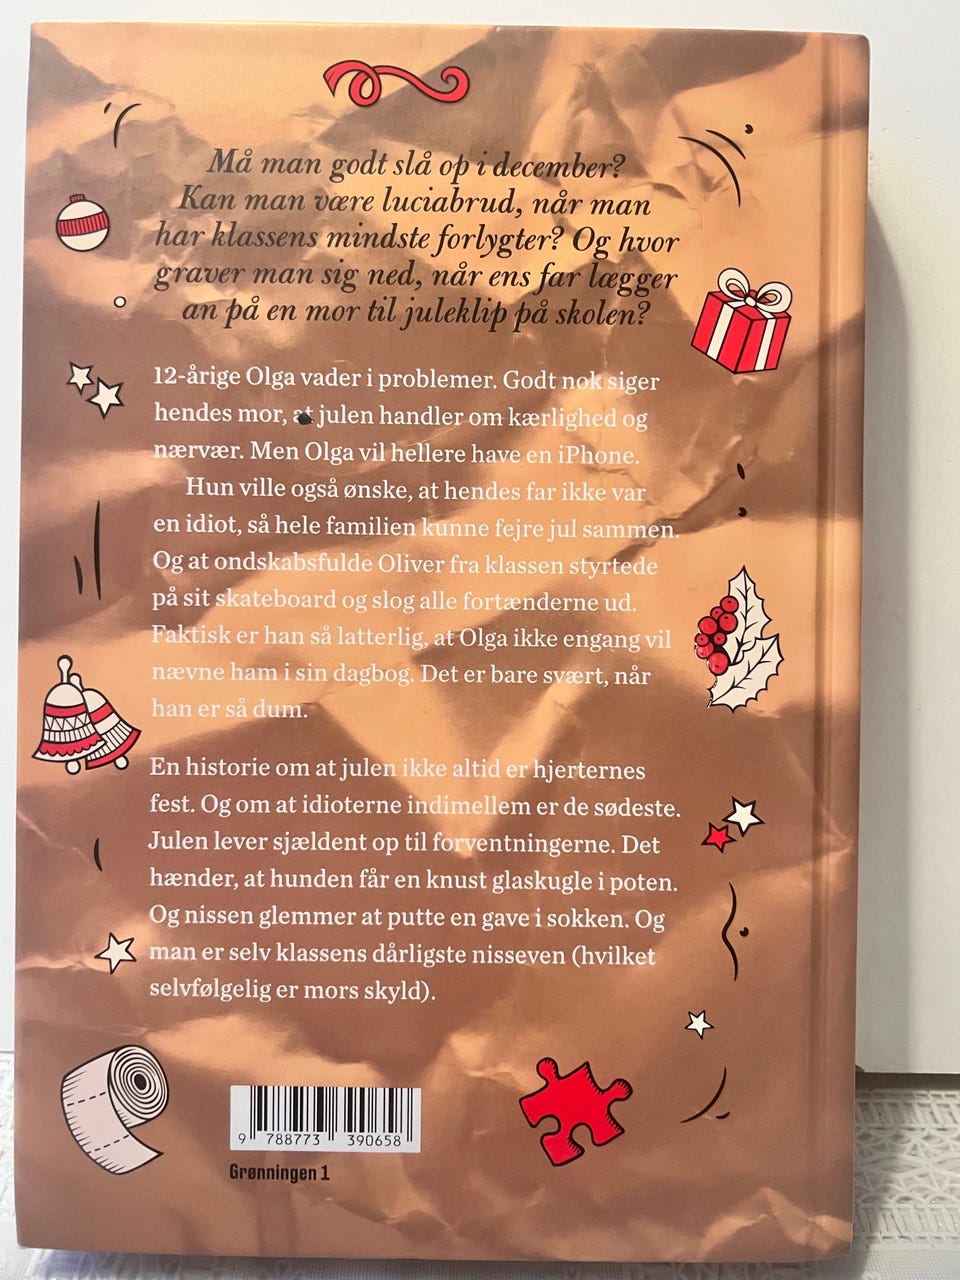 Må man godt slå op i december?
Kan man være luciabrud, når man
har klassens mindste forlygter? Og hvor
graver man sig ned, når ens far lægger
an på en mor til juleklip på skolen?
12-årige Olga vader i problemer. Godt nok siger
hendes mor, at julen handler om kærlighed og
nærvær. Men Olga vil hellere have en iPhone.
Hun ville også ønske, at hendes far ikke var
en idiot, så hele familien kunne fejre jul sammen.
Og at ondskabsfulde Oliver fra klassen styrtede
på sit skateboard og slog alle fortænderne ud.
Faktisk er han så latterlig, at Olga ikke engang vil
nævne ham i sin dagbog. Det er bare svært, når
han er så dum.
En historie om at julen ikke altid er hjerternes
fest. Og om at idioterne indimellem er de sødeste.
Julen lever sjældent op til forventningerne. Det
hænder, at hunden får en knust glaskugle i poten.
Og nissen glemmer at putte en gave i sokken. Og
man er selv klassens dårligste nisseven (hvilket
selvfølgelig er mors skyld).
9 788773 390658
Grønningen 1